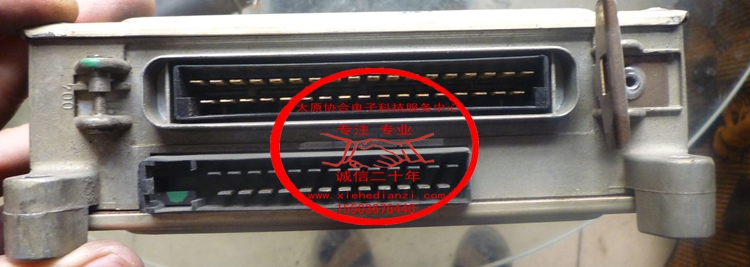 004
太原协合电子科技服务中心
专注 专业
诚信二十年
www.xiehedianzi.com